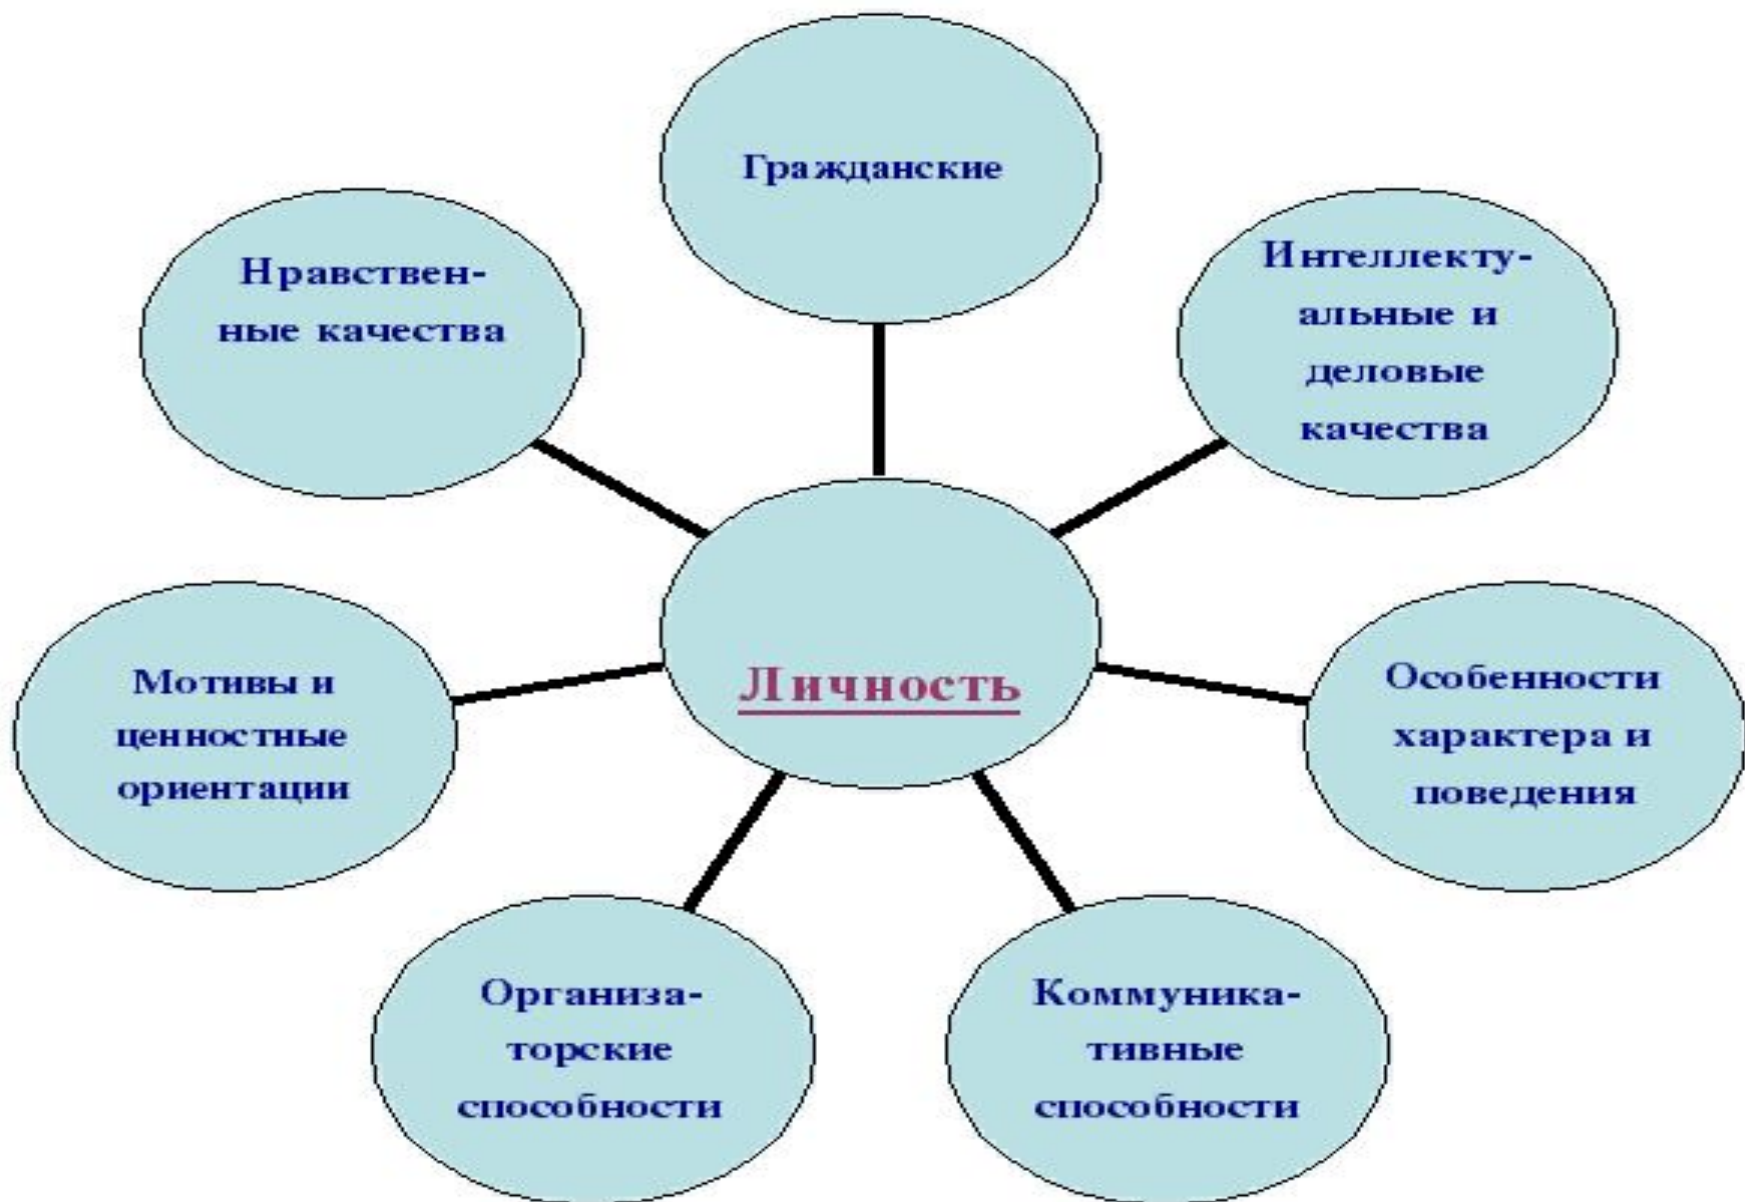 Гражданские
Нравствен-
ные качества
Интеллекту-
альные и
деловые
качества
Личность
Мотивы и
ценностные
ориентации
Особенности
характера и
поведения
Организа-
торские
способности
Коммуника-
тивные
способности